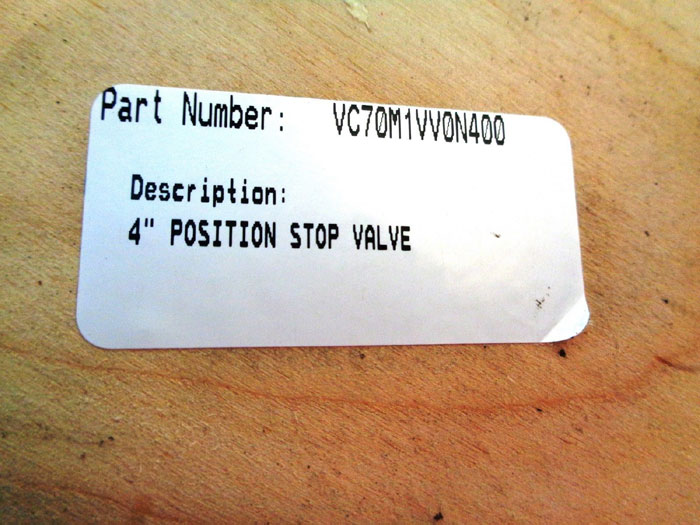 Part Number: VC70M1VV0N400
Description:
4" POSITION STOP VALVE